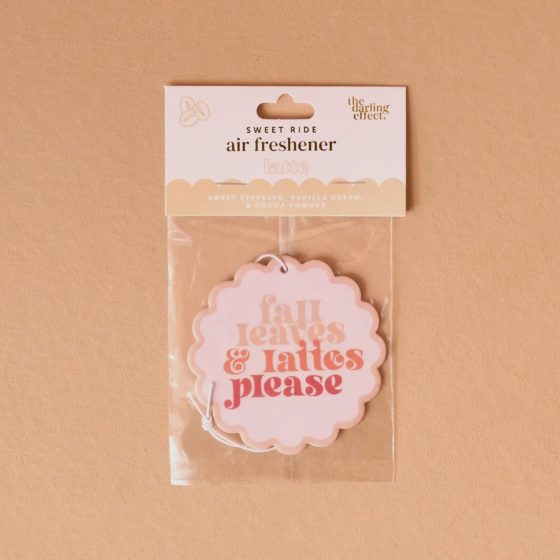 SWEET RIDE
air freshener
latte
the
darling
effect.
SWEET ESPRESSO, VANILLA CREAM,
& COCOA POWDER
fall
leaves
& lattes
please